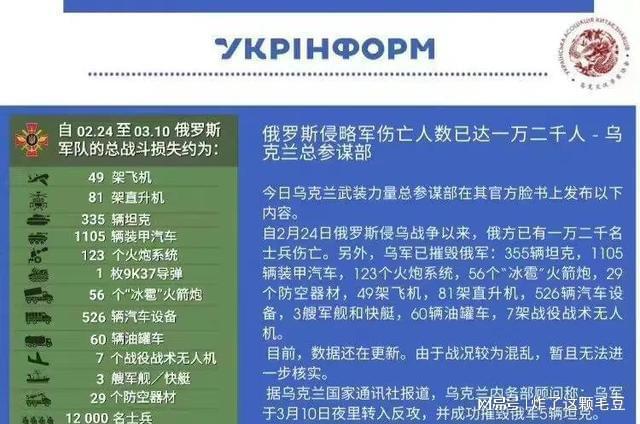 УКРІНФОРМ
УКРАЇНСЬКА АСОЦІАЦІЯ КИТАЄЗНАВЦІВ
自 02.24 至 03.10 俄罗斯
军队的总战斗损失约为：
49 架飞机
81 架直升机
335 辆坦克
1105 辆装甲汽车
123 个火炮系统
1 枚9K37导弹
56 个“冰雹”火箭炮
526 辆汽车设备
60 辆油罐车
7 个战役战术无人机
3 艘军舰／快艇
29 个防空器材
12 000 名士兵
俄罗斯侵略军伤亡人数已达一万二千人 - 乌
克兰总参谋部
今日乌克兰武装力量总参谋部在其官方脸书上发布以下
内容。
自2月24日俄罗斯侵乌战争以来，俄方已有一万二千名
士兵伤亡。另外，乌军已摧毁俄军：355辆坦克，1105
辆装甲汽车，123个火炮系统，56个“冰雹”火箭炮，29
个防空器材，49架飞机，81架直升机，526辆汽车设
备，3艘军舰和快艇，60辆油罐车，7架战役战术无人
机。
目前，数据还在更新。由于战况较为混乱，暂且无法进
一步核实。
据乌克兰国家通讯社报道，乌克兰内务部顾问称：乌军
于3月10日夜里转入反攻，并成功摧毁俄军5辆坦克。